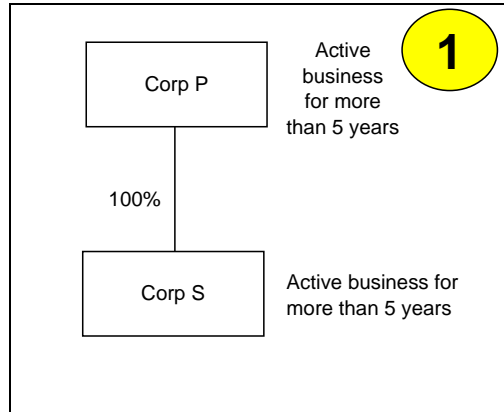 Active
business
for more
than 5 years
1
Corp P
100%
Corp S
Active business for
more than 5 years